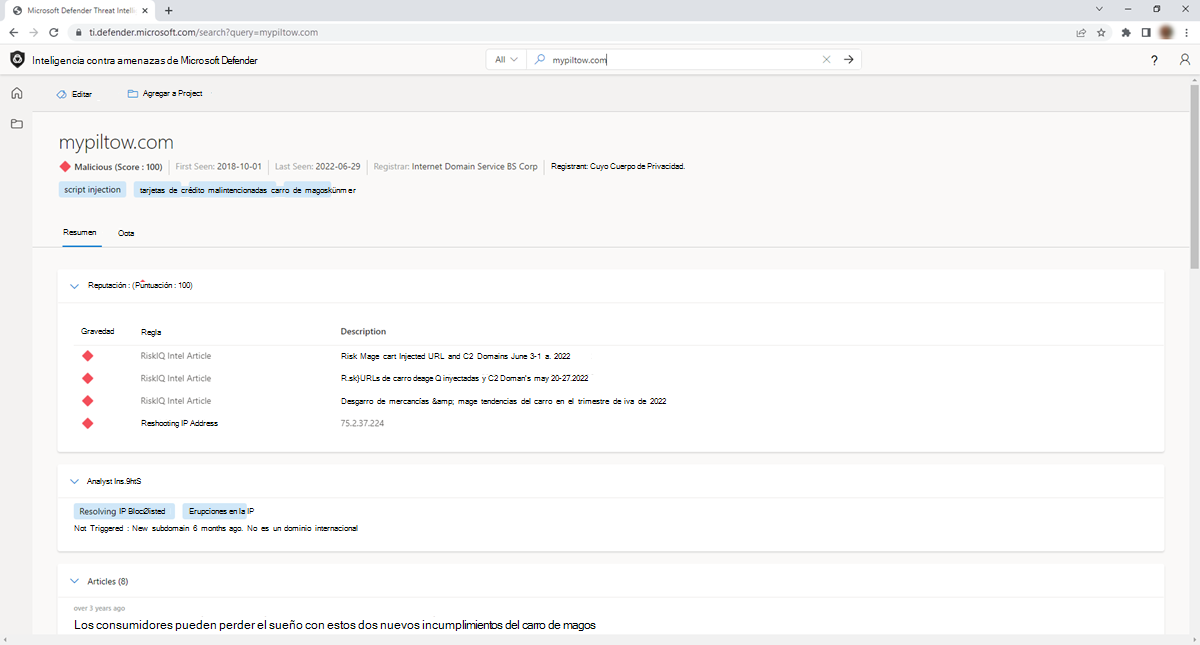 Microsoft Defender Threat Intelli
ti.defender.microsoft.com/search?query=mypiltow.com
Inteligencia contra amenazas de Microsoft Defender
All
mypiltow.com
?
Editar
Agregar a Project
mypiltow.com
Malicious (Score : 100)
First Seen: 2018-10-01
Last Seen: 2022-06-29
Registrar: Internet Domain Service BS Corp
Registrant: Cuyo Cuerpo de Privacidad.
script injection
tarjetas de crédito malintencionadas carro de magoskünmer
Resumen
Oota
Reputación : (Puntuación : 100)
Gravedad Regla Description
RiskIQ Intel Article Risk Mage cart Injected URL and C2 Domains June 3-1 a. 2022
RiskIQ Intel Article R.sk)URLs de carro deage Q inyectadas y C2 Doman's may 20-27.2022
RiskIQ Intel Article Desgarro de mercancías &amp; mage tendencias del carro en el trimestre de iva de 2022
Reshooting IP Address 75.2.37.224
Analyst Ins.9htS
Resolving IP BlocØlisted
Erupciones en la IP
Not Triggered : New subdomain 6 months ago. No es un dominio internacional
Articles (8)
over 3 years ago
Los consumidores pueden perder el sueño con estos dos nuevos incumplimientos del carro de magos